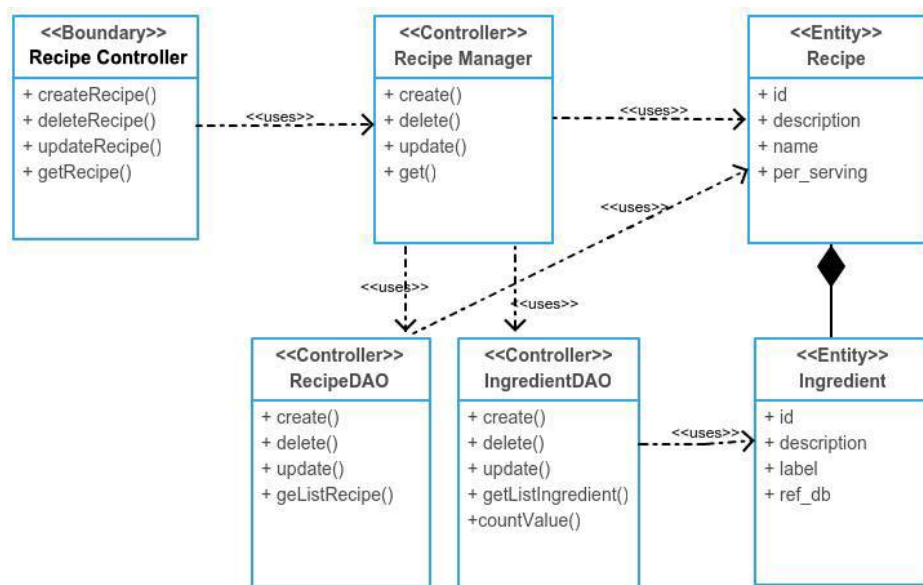 <<Boundary>>
Recipe Controller
+ createRecipe()
+ deleteRecipe()
+ updateRecipe()
+ getRecipe()
<<uses>>
<<Controller>>
Recipe Manager
+ create()
+ delete()
+ update()
+ get()
<<uses>>
<<Entity>>
Recipe
+ id
+ description
+ name
+ per_serving
<<uses>>
<<uses>>
<<uses>>
<<Controller>>
RecipeDAO
+ create()
+ delete()
+ update()
+ geListRecipe()
<<Controller>>
IngredientDAO
+ create()
+ delete()
+ update()
+ getListIngredient()
+countValue()
<<uses>>
<<Entity>>
Ingredient
+ id
+ description
+ label
+ ref_db